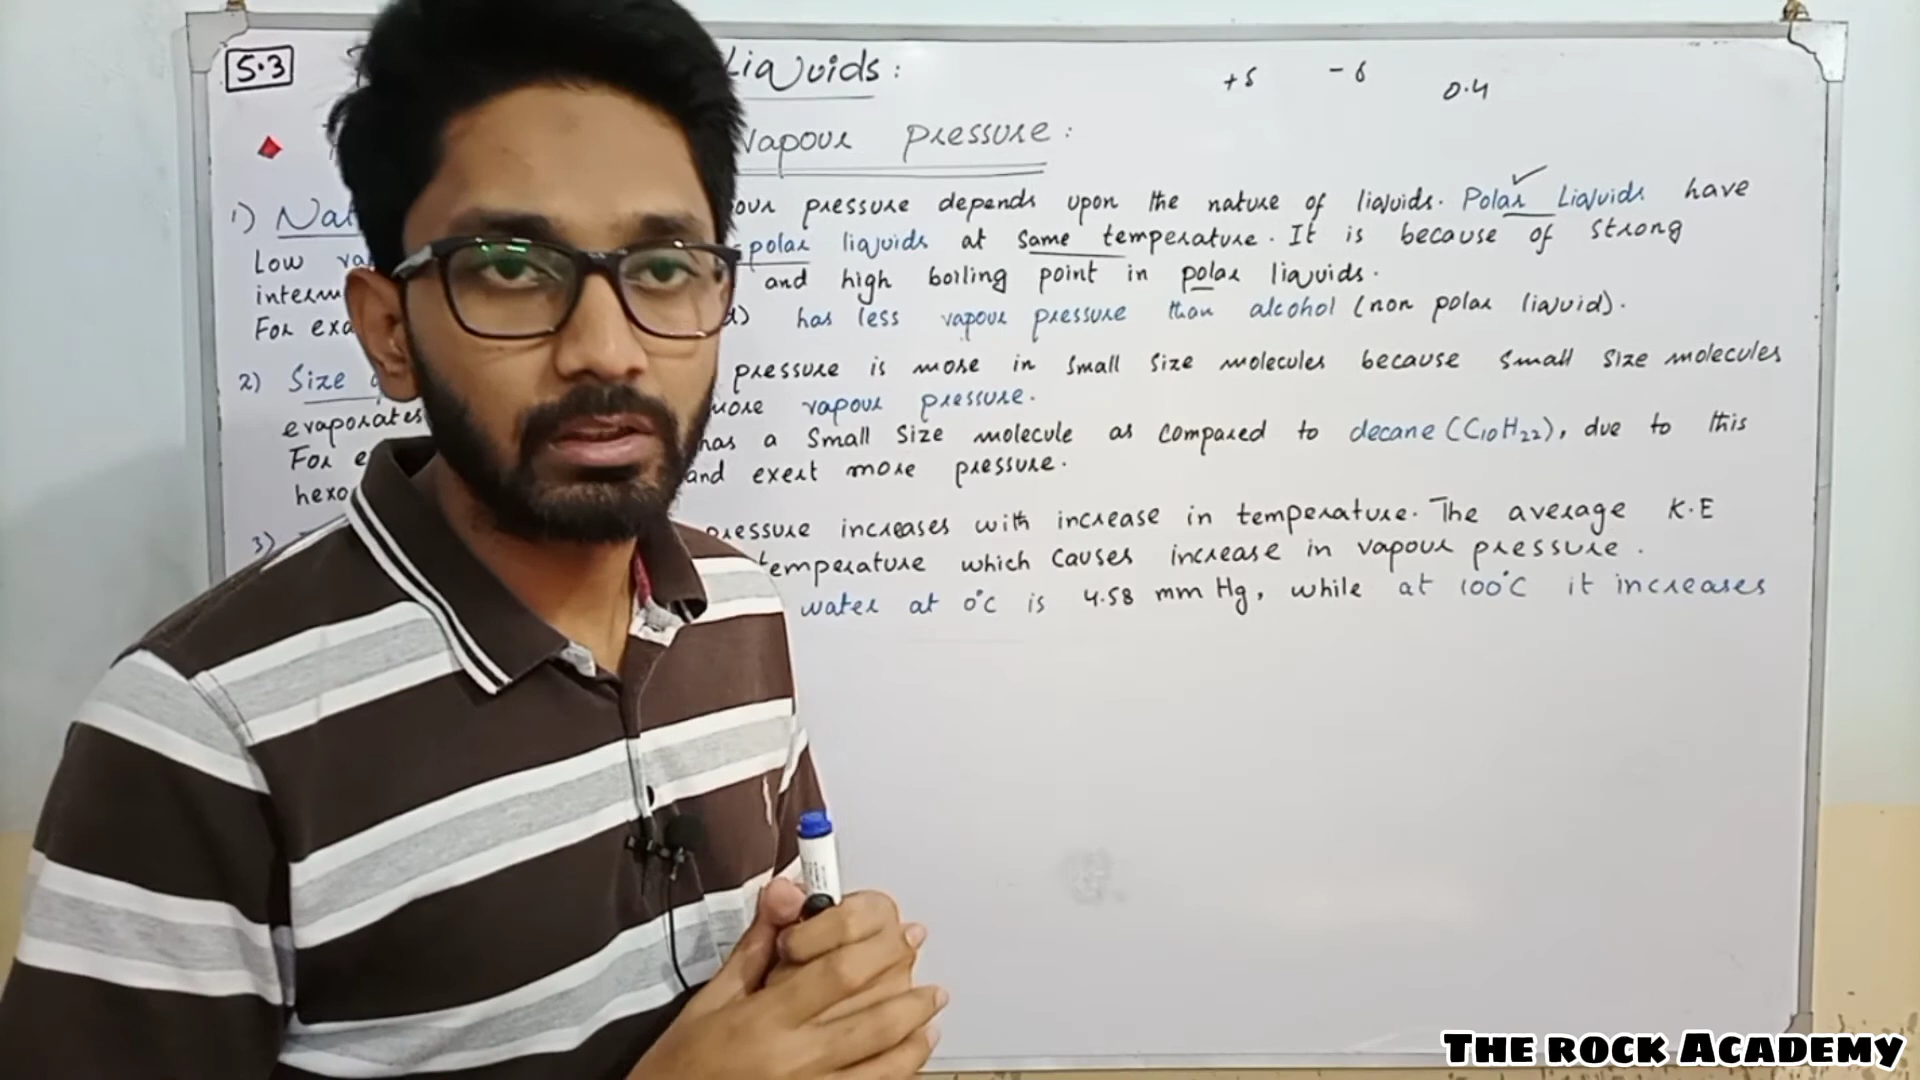 5.3 Liquids:
+δ -δ 0.4
Vapour Pressure:
1) Nat our pressure depends upon the nature of liquids. Polar Liquids have
Low va -polar liquids at Same temperature. It is because of strong
interm and high boiling point in polar liquids.
For exa d) has less vapour pressure than alcohol (non polar liquid).
2) Size pressure is more in Small Size molecules because small size molecules
evaporates more vapour pressure.
For e has a Small Size molecule as compared to decane (C10H22), due to this
hexa and exert more pressure.
3) pressure increases with increase in temperature. The average K.E
temperature which causes increase in vapour pressure.
water at 0°C is 4.58 mm Hg, while at 100°C it increases
THE ROCK ACADEMY